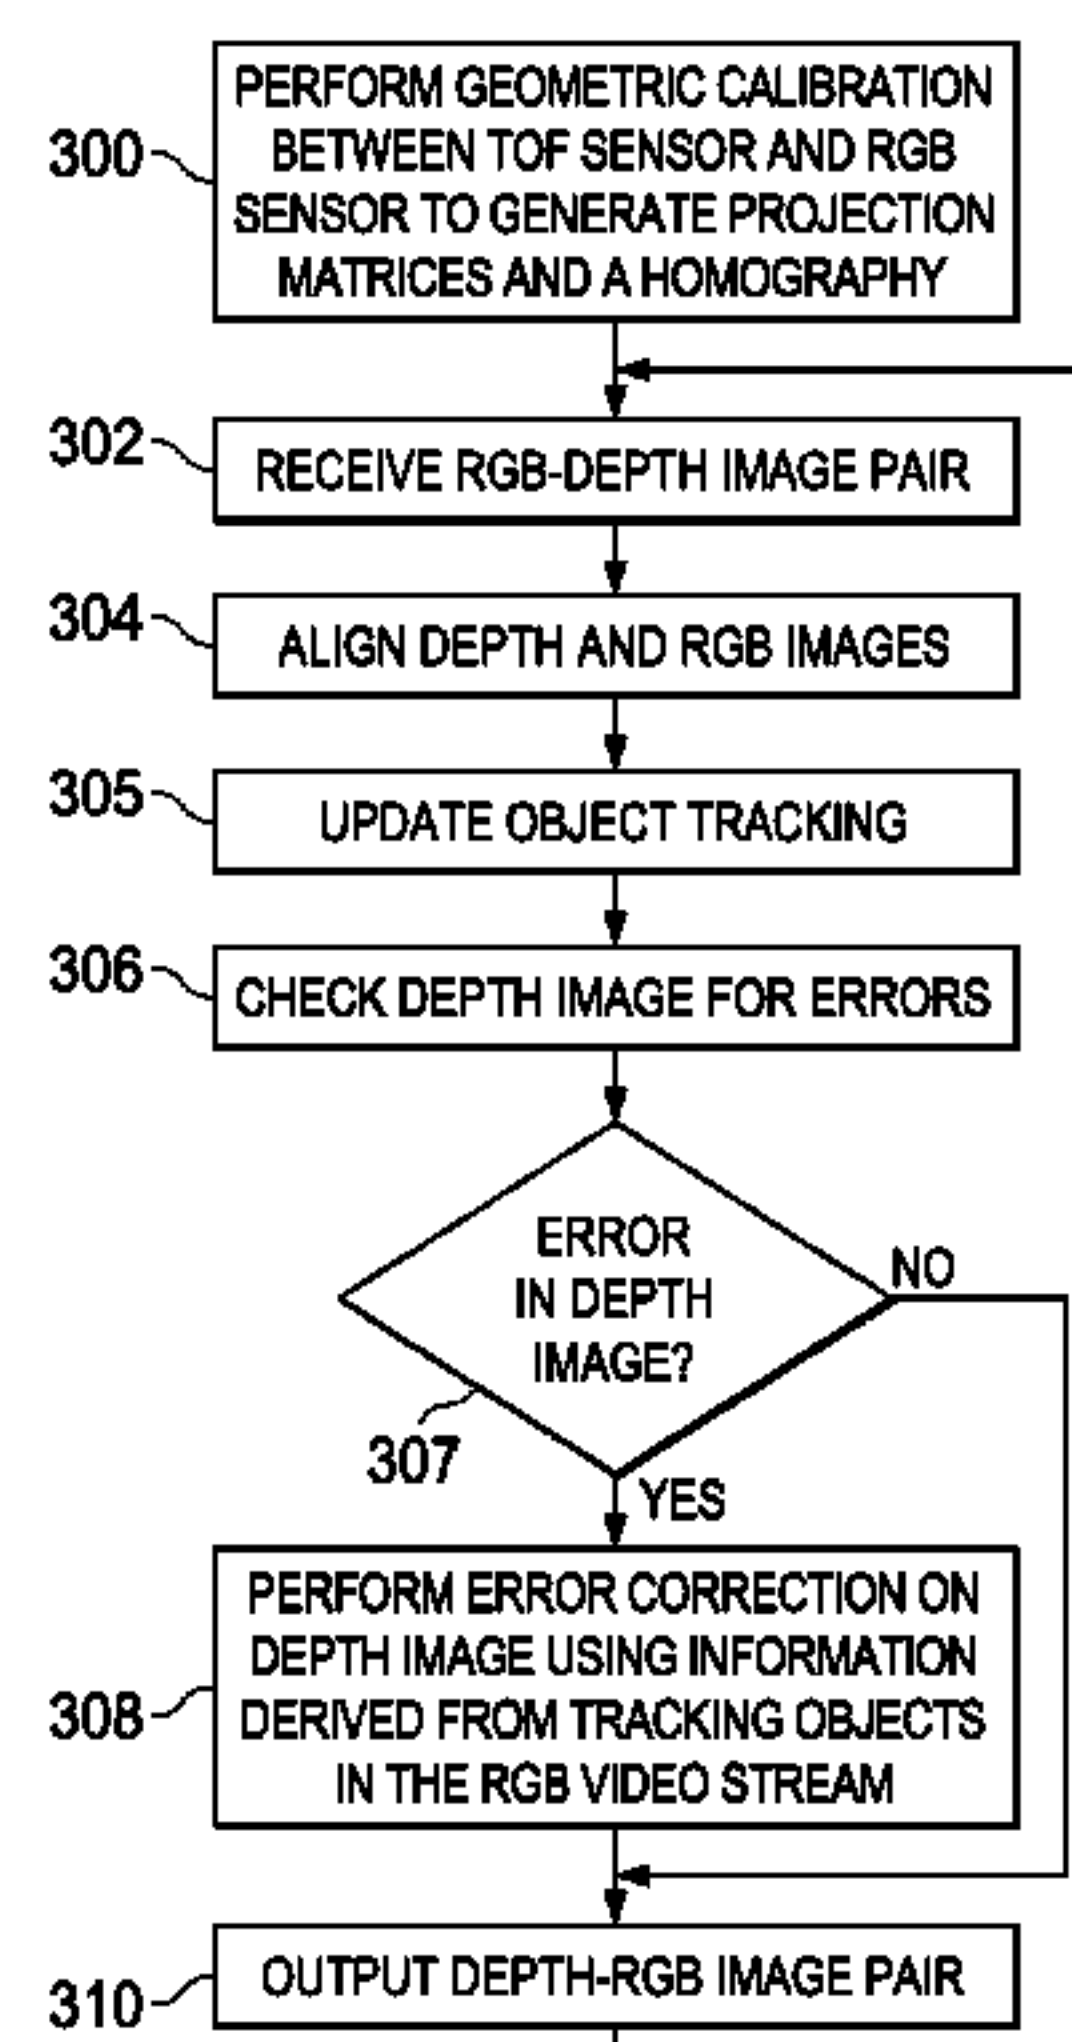 300
PERFORM GEOMETRIC CALIBRATION
BETWEEN TOF SENSOR AND RGB
SENSOR TO GENERATE PROJECTION
MATRICES AND A HOMOGRAPHY
302
RECEIVE RGB-DEPTH IMAGE PAIR
304
ALIGN DEPTH AND RGB IMAGES
305
UPDATE OBJECT TRACKING
306
CHECK DEPTH IMAGE FOR ERRORS
ERROR
IN DEPTH
IMAGE?
NO
307
YES
308
PERFORM ERROR CORRECTION ON
DEPTH IMAGE USING INFORMATION
DERIVED FROM TRACKING OBJECTS
IN THE RGB VIDEO STREAM
310
OUTPUT DEPTH-RGB IMAGE PAIR